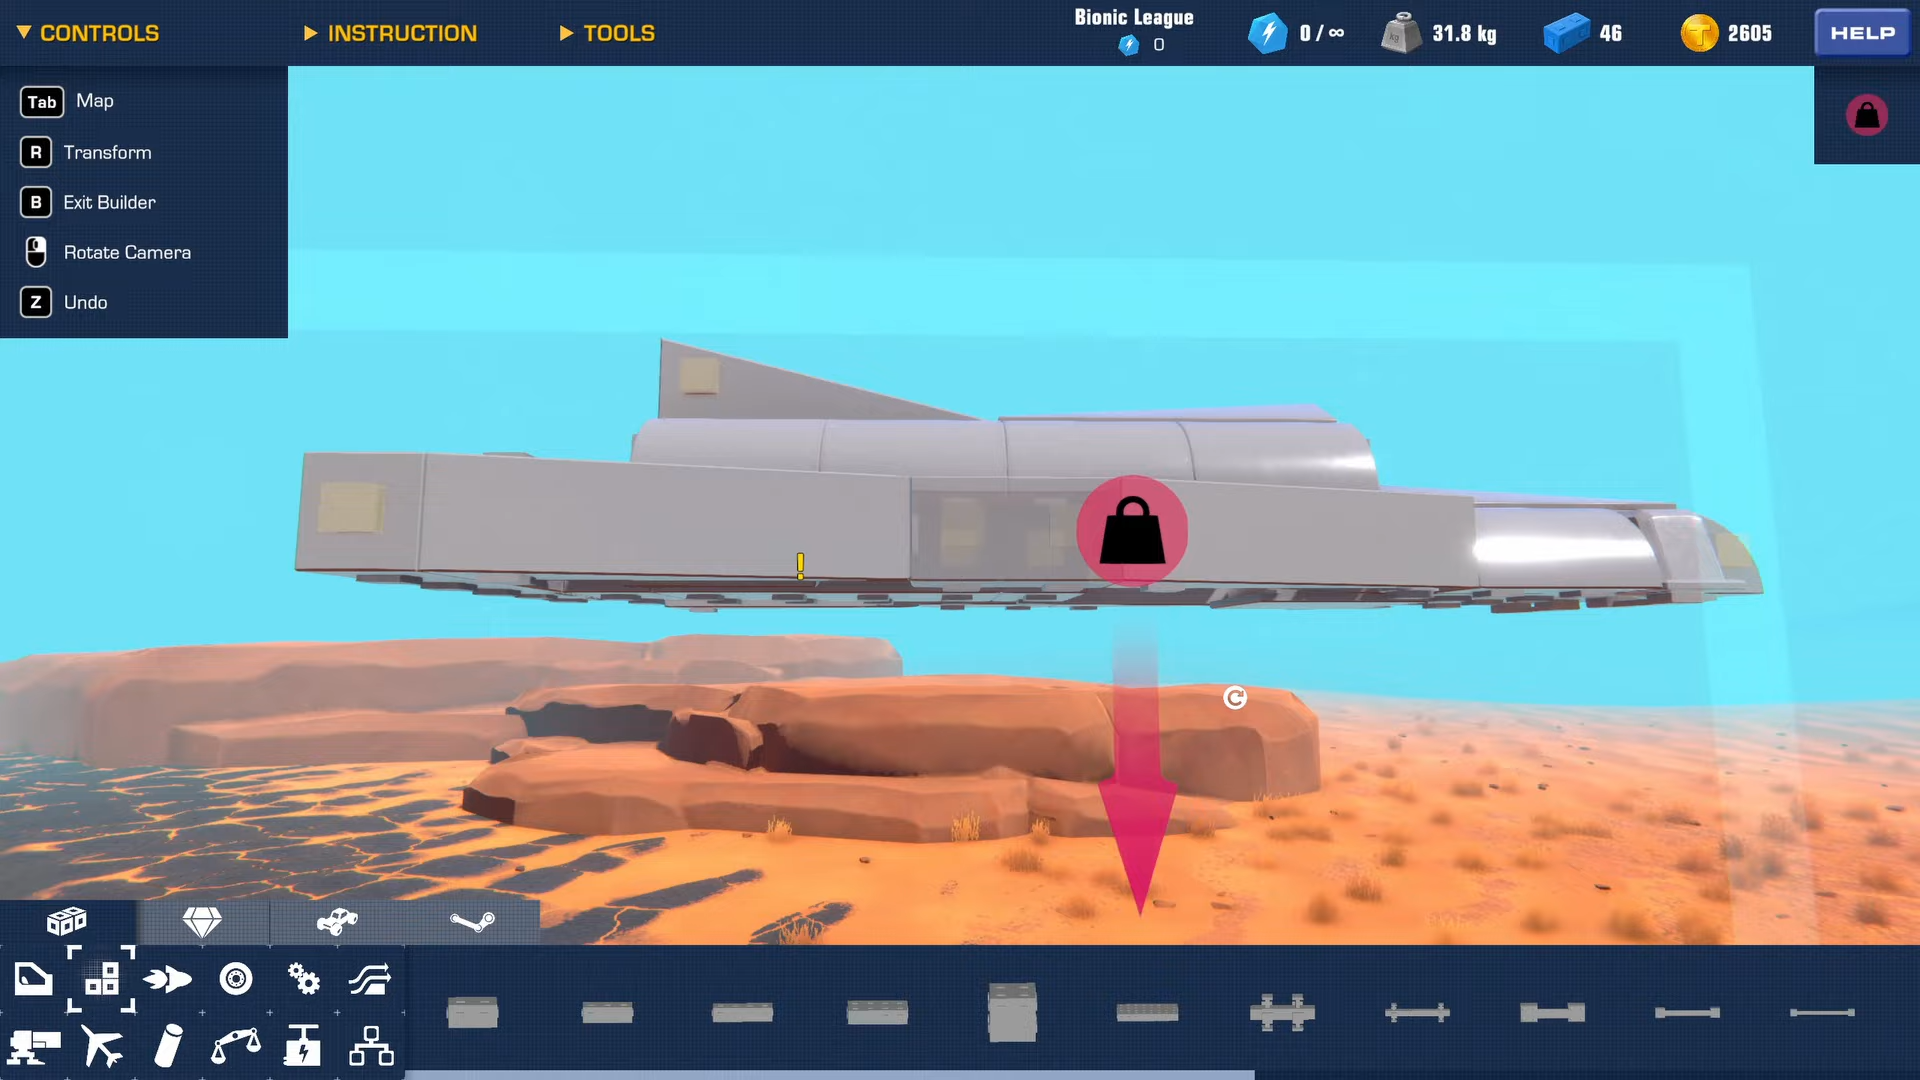 CONTROLS
INSTRUCTION
TOOLS
Bionic League
0
0 / ∞
kg
31.8 kg
46
2605
HELP
Tab Map
R Transform
B Exit Builder
Rotate Camera
Z Undo
!